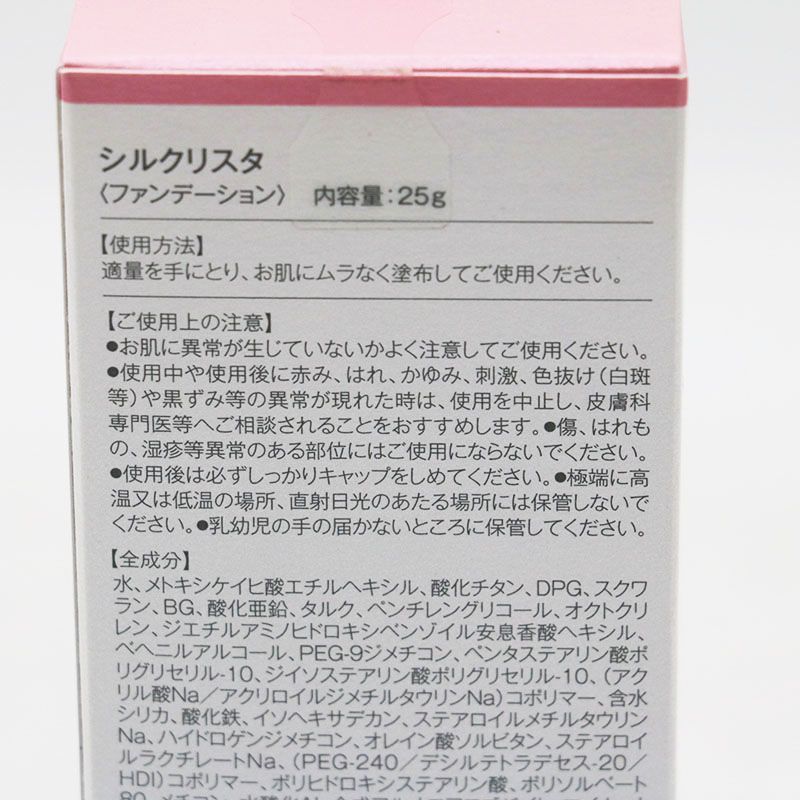 シルクリスタ
〈ファンデーション〉 内容量:25g
【使用方法】
適量を手にとり、お肌にムラなく塗布してご使用ください。
【ご使用上の注意】
●お肌に異常が生じていないかよく注意してご使用ください。
●使用中や使用後に赤み、はれ、かゆみ、刺激、色抜け(白斑
等)や黒ずみ等の異常が現れた時は、使用を中止し、皮膚科
専門医等へご相談されることをおすすめします。●傷、はれも
の、湿疹等異常のある部位にはご使用にならないでください。
●使用後は必ずしっかりキャップをしめてください。●極端に高
温又は低温の場所、直射日光のあたる場所には保管しないで
ください。●乳幼児の手の届かないところに保管してください。
【全成分】
水、メトキシケイヒ酸エチルヘキシル、酸化チタン、DPG、スクワ
ラン、BG、酸化亜鉛、タルク、ペンチレングリコール、オクトクリ
レン、ジエチルアミノヒドロキシベンゾイル安息香酸ヘキシル、
ベヘニルアルコール、PEG-9ジメチコン、ペンタステアリン酸ポ
リグリセリル-10、ジイソステアリン酸ポリグリセリル-10、(アク
リル酸Na/アクリロイルジメチルタウリンNa)コポリマー、含水
シリカ、酸化鉄、イソヘキサデカン、ステアロイルメチルタウリン
Na、ハイドロゲンジメチコン、オレイン酸ソルビタン、ステアロイ
ルラクチレートNa、(PEG-240/デシルテトラデセス-20/
HDI)コポリマー、ポリヒドロキシステアリン酸、ポリソルベート
80、メチコン、